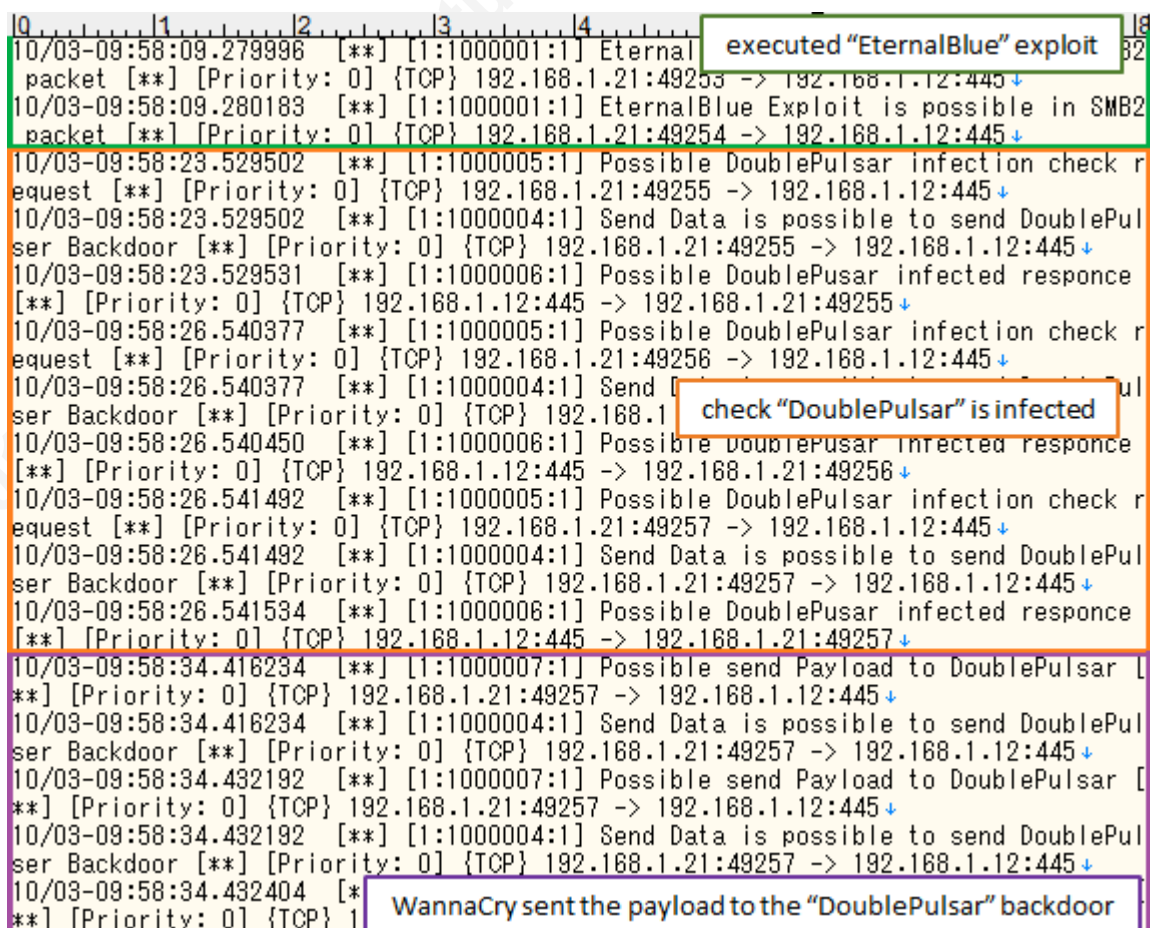 |0 |1 |2 |3 |4 |8
10/03-09:58:09.279996 [**] [1:1000001:1] Eternal
executed “EternalBlue” exploit
packet [**] [Priority: 0] {TCP} 192.168.1.21:49253 -> 192.168.1.12:445↓
10/03-09:58:09.280183 [**] [1:1000001:1] EternalBlue Exploit is possible in SMB2
packet [**] [Priority: 0] {TCP} 192.168.1.21:49254 -> 192.168.1.12:445↓
10/03-09:58:23.529502 [**] [1:1000005:1] Possible DoublePulsar infection check r
equest [**] [Priority: 0] {TCP} 192.168.1.21:49255 -> 192.168.1.12:445↓
10/03-09:58:23.529502 [**] [1:1000004:1] Send Data is possible to send DoublePul
ser Backdoor [**] [Priority: 0] {TCP} 192.168.1.21:49255 -> 192.168.1.12:445↓
10/03-09:58:23.529531 [**] [1:1000006:1] Possible DoublePusar infected responce
[**] [Priority: 0] {TCP} 192.168.1.12:445 -> 192.168.1.21:49255↓
10/03-09:58:26.540377 [**] [1:1000005:1] Possible DoublePulsar infection check r
equest [**] [Priority: 0] {TCP} 192.168.1.21:49256 -> 192.168.1.12:445↓
10/03-09:58:26.540377 [**] [1:1000004:1] Send
ser Backdoor [**] [Priority: 0] {TCP} 192.168.1
check “DoublePulsar” is infected
10/03-09:58:26.540450 [**] [1:1000006:1] Possible DoublePusar infected responce
[**] [Priority: 0] {TCP} 192.168.1.12:445 -> 192.168.1.21:49256↓
10/03-09:58:26.541492 [**] [1:1000005:1] Possible DoublePulsar infection check r
equest [**] [Priority: 0] {TCP} 192.168.1.21:49257 -> 192.168.1.12:445↓
10/03-09:58:26.541492 [**] [1:1000004:1] Send Data is possible to send DoublePul
ser Backdoor [**] [Priority: 0] {TCP} 192.168.1.21:49257 -> 192.168.1.12:445↓
10/03-09:58:26.541534 [**] [1:1000006:1] Possible DoublePusar infected responce
[**] [Priority: 0] {TCP} 192.168.1.12:445 -> 192.168.1.21:49257↓
10/03-09:58:34.416234 [**] [1:1000007:1] Possible send Payload to DoublePulsar [
**] [Priority: 0] {TCP} 192.168.1.21:49257 -> 192.168.1.12:445↓
10/03-09:58:34.416234 [**] [1:1000004:1] Send Data is possible to send DoublePul
ser Backdoor [**] [Priority: 0] {TCP} 192.168.1.21:49257 -> 192.168.1.12:445↓
10/03-09:58:34.432192 [**] [1:1000007:1] Possible send Payload to DoublePulsar [
**] [Priority: 0] {TCP} 192.168.1.21:49257 -> 192.168.1.12:445↓
10/03-09:58:34.432192 [**] [1:1000004:1] Send Data is possible to send DoublePul
ser Backdoor [**] [Priority: 0] {TCP} 192.168.1.21:49257 -> 192.168.1.12:445↓
10/03-09:58:34.432404 [*
**] [Priority: 0] {TCP} 1
WannaCry sent the payload to the “DoublePulsar” backdoor